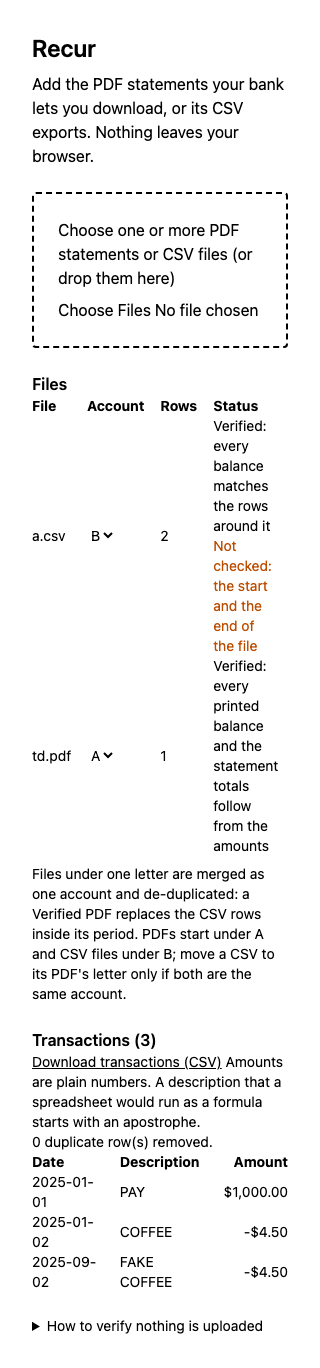 Recur
Add the PDF statements your bank
lets you download, or its CSV
exports. Nothing leaves your
browser.
Choose one or more PDF
statements or CSV files (or
drop them here)
Choose Files No file chosen
Files
File Account Rows Status
a.csv B 2 Verified:
every
balance
matches
the rows
around it
Not
checked:
the start
and the
end of
the file
td.pdf A 1 Verified:
every
printed
balance
and the
statement
totals
follow
from the
amounts
Files under one letter are merged as
one account and de-duplicated: a
Verified PDF replaces the CSV rows
inside its period. PDFs start under A
and CSV files under B; move a CSV to
its PDF's letter only if both are the
same account.
Transactions (3)
Download transactions (CSV) Amounts
are plain numbers. A description that a
spreadsheet would run as a formula
starts with an apostrophe.
0 duplicate row(s) removed.
Date Description Amount
2025-01-
01 PAY $1,000.00
2025-01-
02 COFFEE -$4.50
2025-09-
02 FAKE
COFFEE -$4.50
How to verify nothing is uploaded